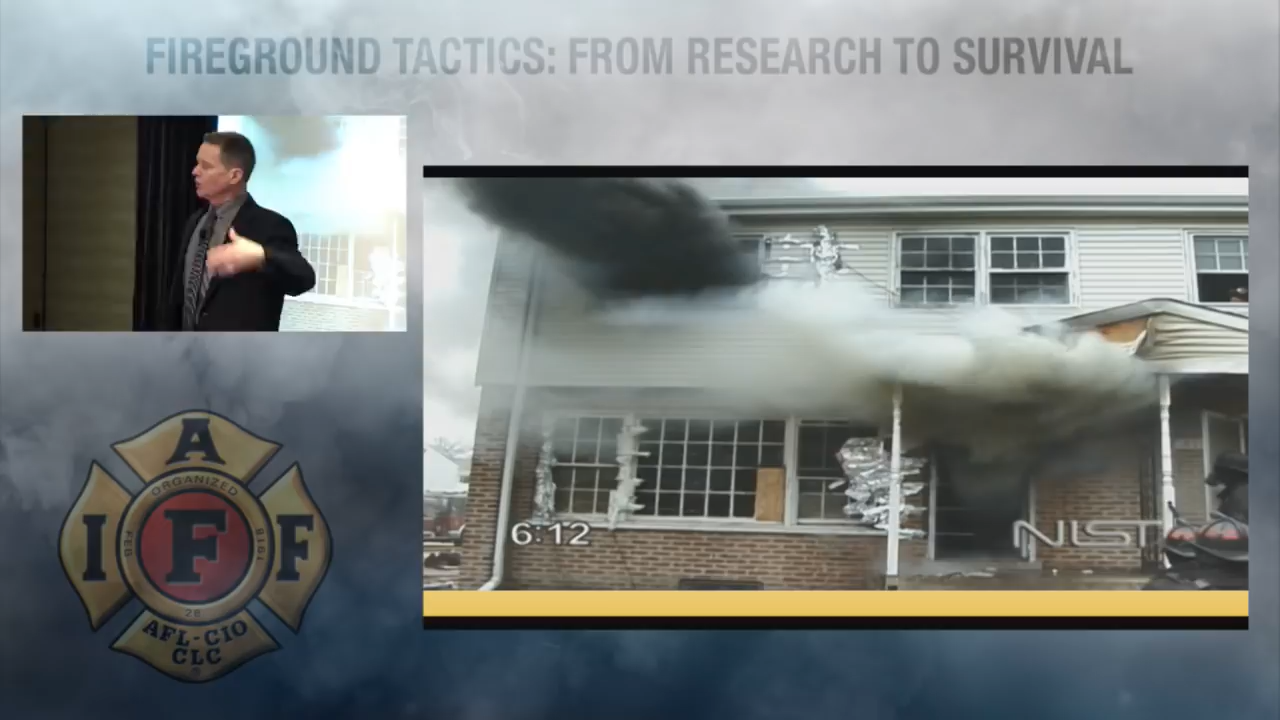 FIREGROUND TACTICS: FROM RESEARCH TO SURVIVAL
6:12
NIST
A
ORGANIZED
I F F
FEB.
1918
28
AFL-CIO
CLC
®